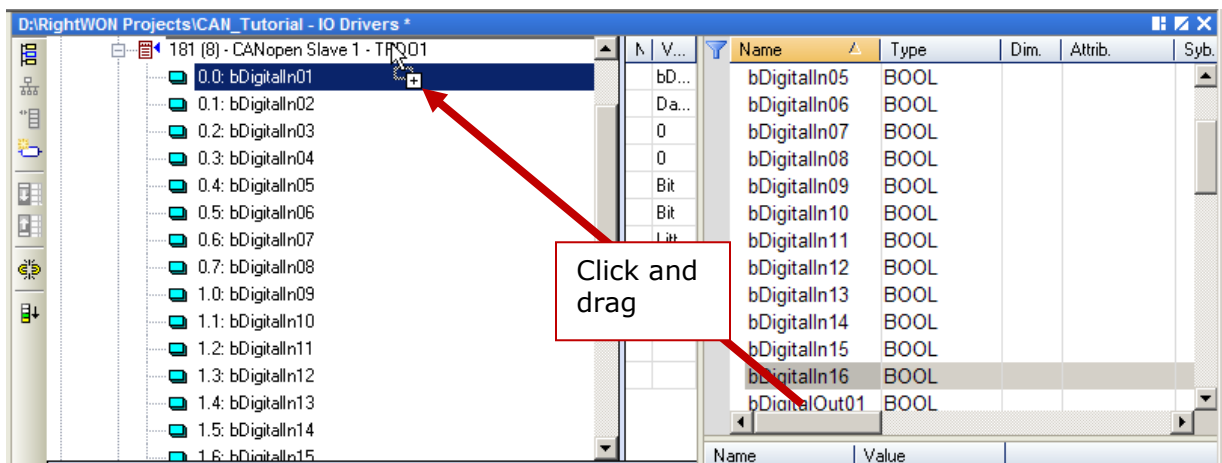 D:\RightWON Projects\CAN_Tutorial - IO Drivers *
181 (8) - CANopen Slave 1 - TPDO1
0.0: bDigitalIn01
0.1: bDigitalIn02
0.2: bDigitalIn03
0.3: bDigitalIn04
0.4: bDigitalIn05
0.5: bDigitalIn06
0.6: bDigitalIn07
0.7: bDigitalIn08
1.0: bDigitalIn09
1.1: bDigitalIn10
1.2: bDigitalIn11
1.3: bDigitalIn12
1.4: bDigitalIn13
1.5: bDigitalIn14
1.6: bDigitalIn15
N V...
bD...
Da...
0
0
Bit
Bit
Litt
Click and
drag
Name Type Dim. Attrib. Syb.
bDigitalIn05 BOOL
bDigitalIn06 BOOL
bDigitalIn07 BOOL
bDigitalIn08 BOOL
bDigitalIn09 BOOL
bDigitalIn10 BOOL
bDigitalIn11 BOOL
bDigitalIn12 BOOL
bDigitalIn13 BOOL
bDigitalIn14 BOOL
bDigitalIn15 BOOL
bDigitalIn16 BOOL
bDigitalOut01 BOOL
Name Value